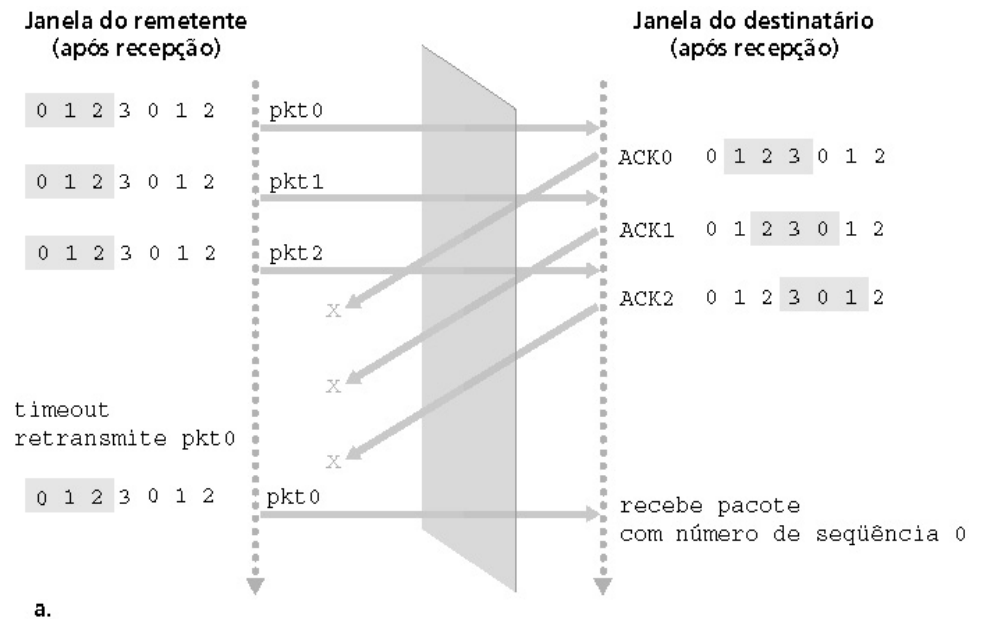 Janela do remetente
(após recepção)
Janela do destinatário
(após recepção)
0 1 2 3 0 1 2
pkt0
ACK0 0 1 2 3 0 1 2
0 1 2 3 0 1 2
pkt1
ACK1 0 1 2 3 0 1 2
0 1 2 3 0 1 2
pkt2
ACK2 0 1 2 3 0 1 2
x
x
timeout
retransmite pkt0
x
0 1 2 3 0 1 2
pkt0
recebe pacote
com número de seqüência 0
a.